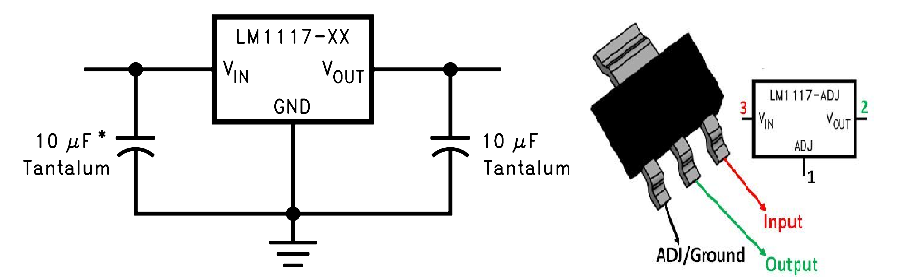 LM1117-XX
VIN
VOUT
GND
10 μF*
Tantalum
10 μF
Tantalum
LM1117-ADJ
3
VIN
VOUT
2
ADJ
1
Input
ADJ/Ground
Output